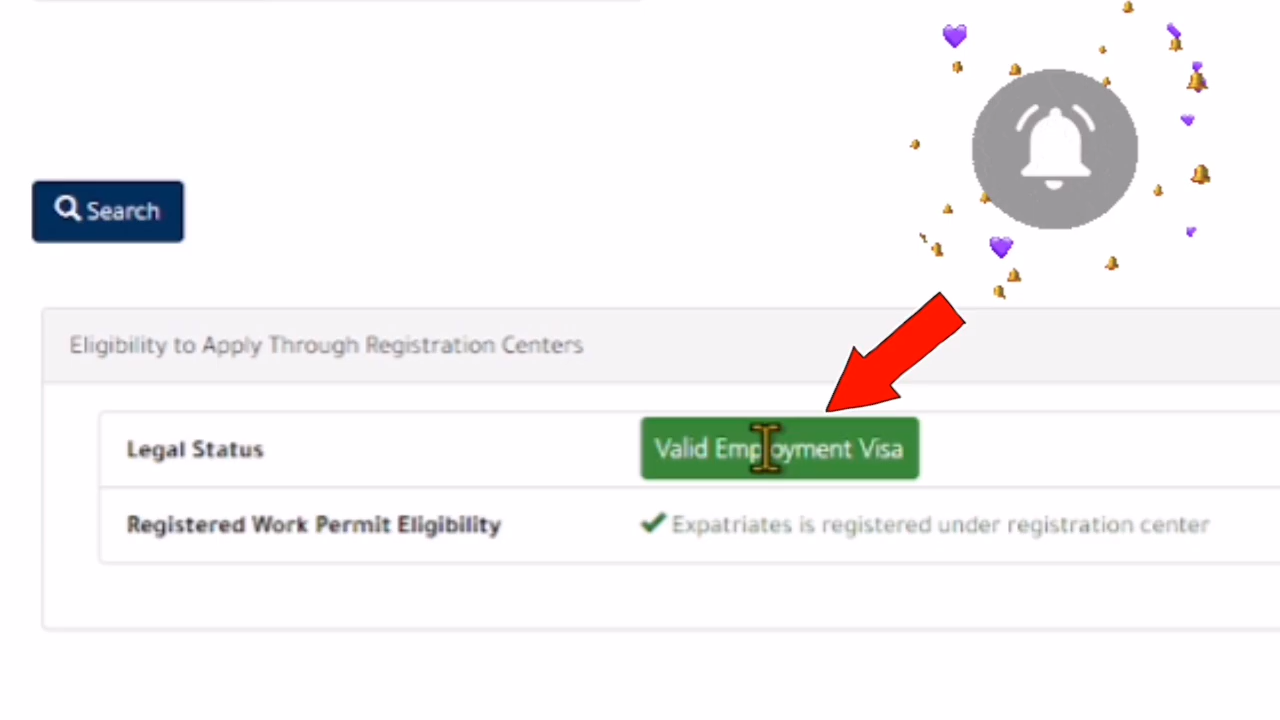 Search
Eligibility to Apply Through Registration Centers
Legal Status
Valid Employment Visa
Registered Work Permit Eligibility
Expatriates is registered under registration center